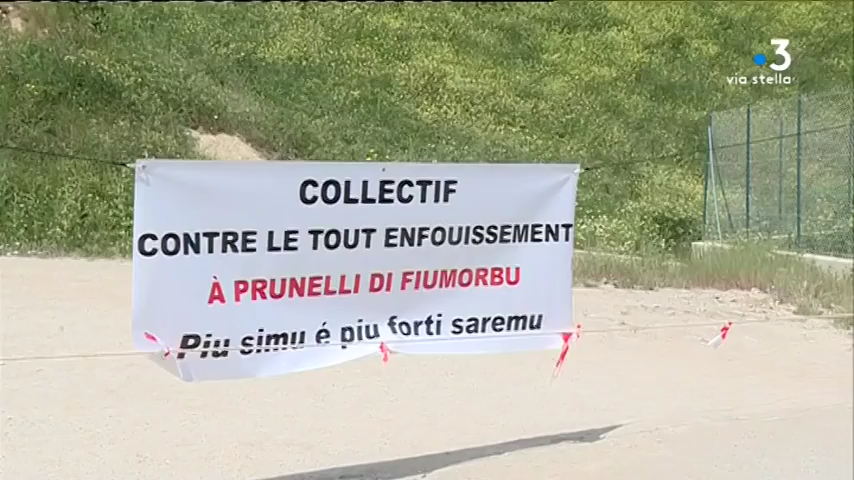 3
via stella
COLLECTIF
CONTRE LE TOUT ENFOUISSEMENT
À PRUNELLI DI FIUMORBU
Piu simu é piu forti saremu